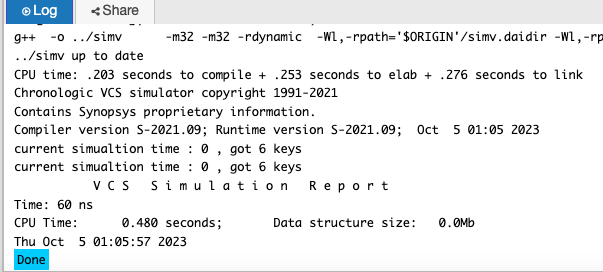 Log Share
g++ -o ../simv -m32 -m32 -rdynamic -Wl,-rpath='$ORIGIN'/simv.daidir -Wl,-rp
../simv up to date
CPU time: .203 seconds to compile + .253 seconds to elab + .276 seconds to link
Chronologic VCS simulator copyright 1991-2021
Contains Synopsys proprietary information.
Compiler version S-2021.09; Runtime version S-2021.09; Oct 5 01:05 2023
current simualtion time : 0 , got 6 keys
current simualtion time : 0 , got 6 keys
V C S S i m u l a t i o n R e p o r t
Time: 60 ns
CPU Time: 0.480 seconds; Data structure size: 0.0Mb
Thu Oct 5 01:05:57 2023
Done